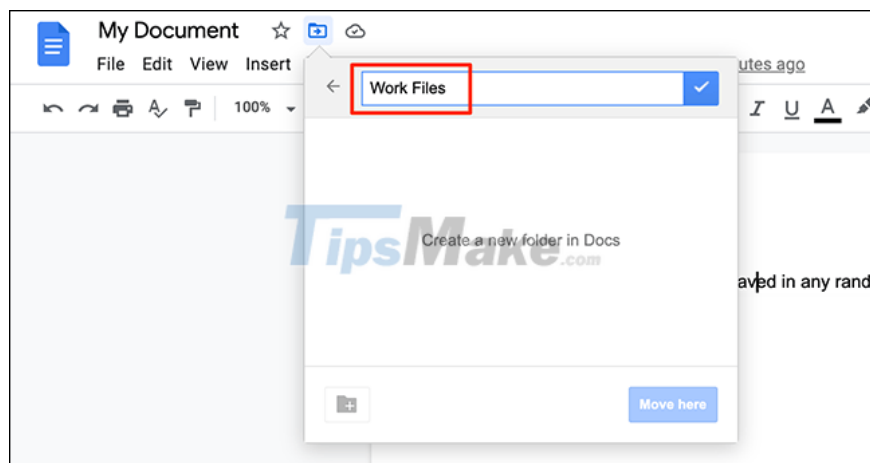 My Document
File Edit View Insert
utes ago
100%
I U A
Work Files
Create a new folder in Docs
TipsMake.com
aved in any rand
Move here